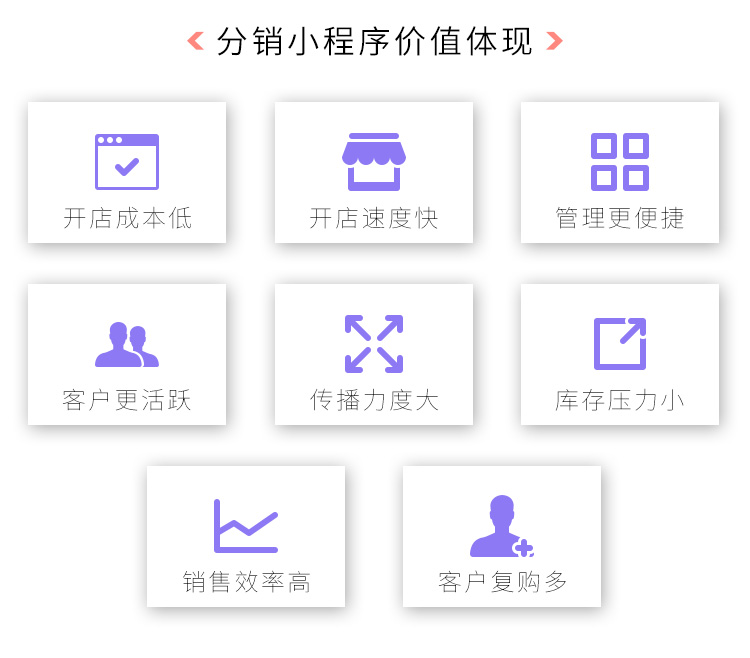 分销小程序价值体现
开店成本低
开店速度快
管理更便捷
客户更活跃
传播力度大
库存压力小
销售效率高
客户复购多